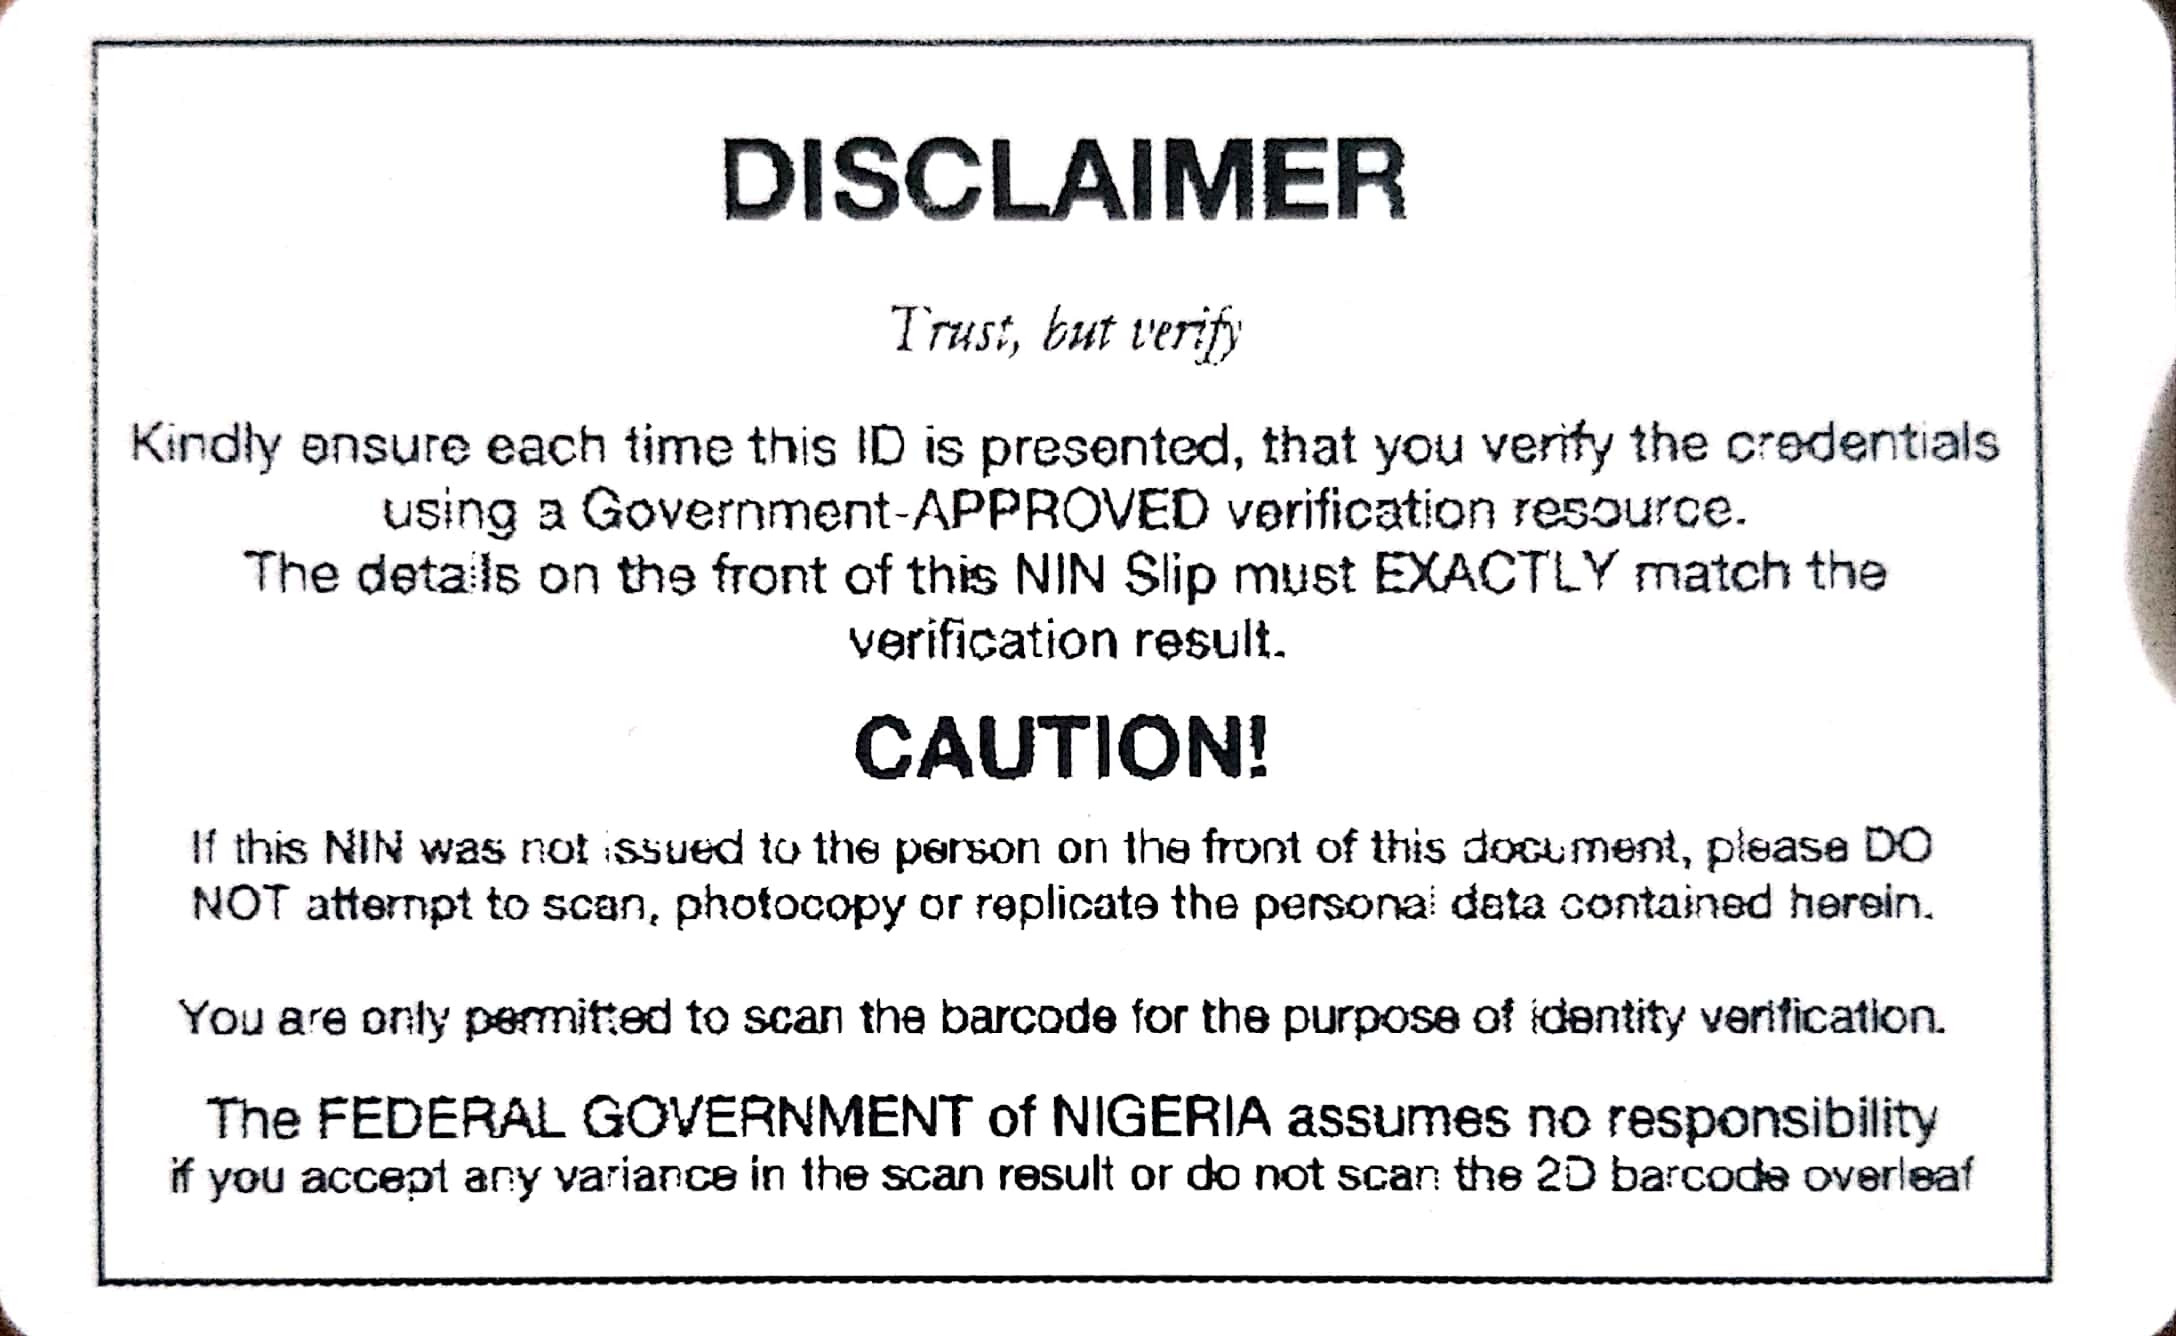 DISCLAIMER
Trust, but verify
Kindly ensure each time this ID is presented, that you verify the credentials
using a Government-APPROVED verification resource.
The details on the front of this NIN Slip must EXACTLY match the
verification result.
CAUTION!
If this NIN was not issued to the person on the front of this document, please DO
NOT attempt to scan, photocopy or replicate the personal data contained herein.
You are only permitted to scan the barcode for the purpose of identity verification.
The FEDERAL GOVERNMENT of NIGERIA assumes no responsibility
if you accept any variance in the scan result or do not scan the 2D barcode overleaf